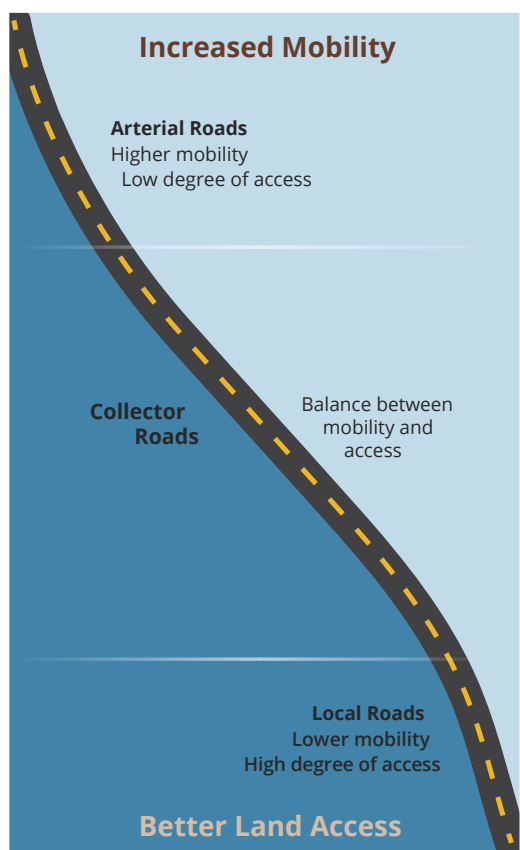 Increased Mobility
Arterial Roads
Higher mobility
Low degree of access
Collector
Roads
Balance between
mobility and
access
Local Roads
Lower mobility
High degree of access
Better Land Access